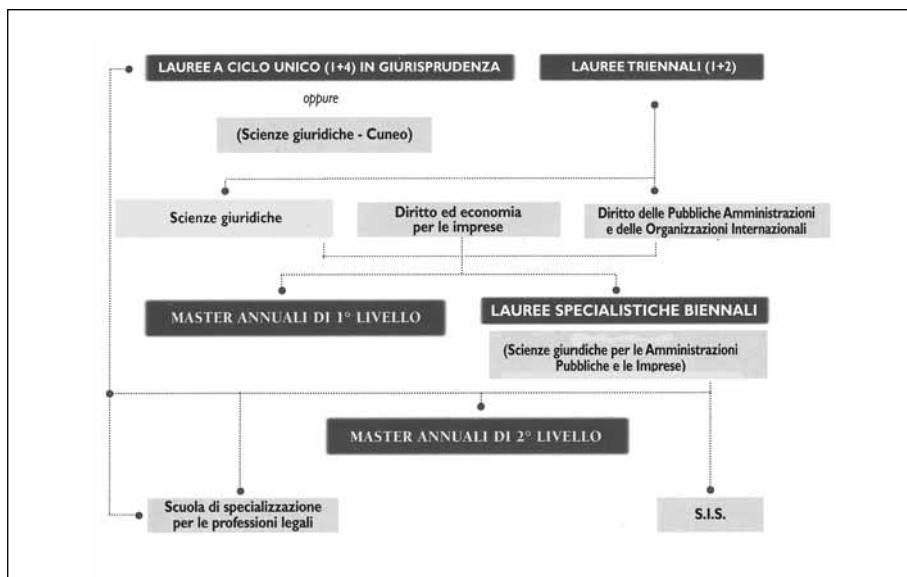 LAUREE A CICLO UNICO (1+4) IN GIURISPRUDENZA
LAUREE TRIENNALI (1+2)
oppure
(Scienze giuridiche - Cuneo)
Scienze giuridiche
Diritto ed economia
per le imprese
Diritto delle Pubbliche Amministrazioni
e delle Organizzazioni Internazionali
MASTER ANNUALI DI 1° LIVELLO
LAUREE SPECIALISTICHE BIENNALI
(Scienze giuridiche per le Amministrazioni
Pubbliche e le Imprese)
MASTER ANNUALI DI 2° LIVELLO
Scuola di specializzazione
per le professioni legali
S.I.S.